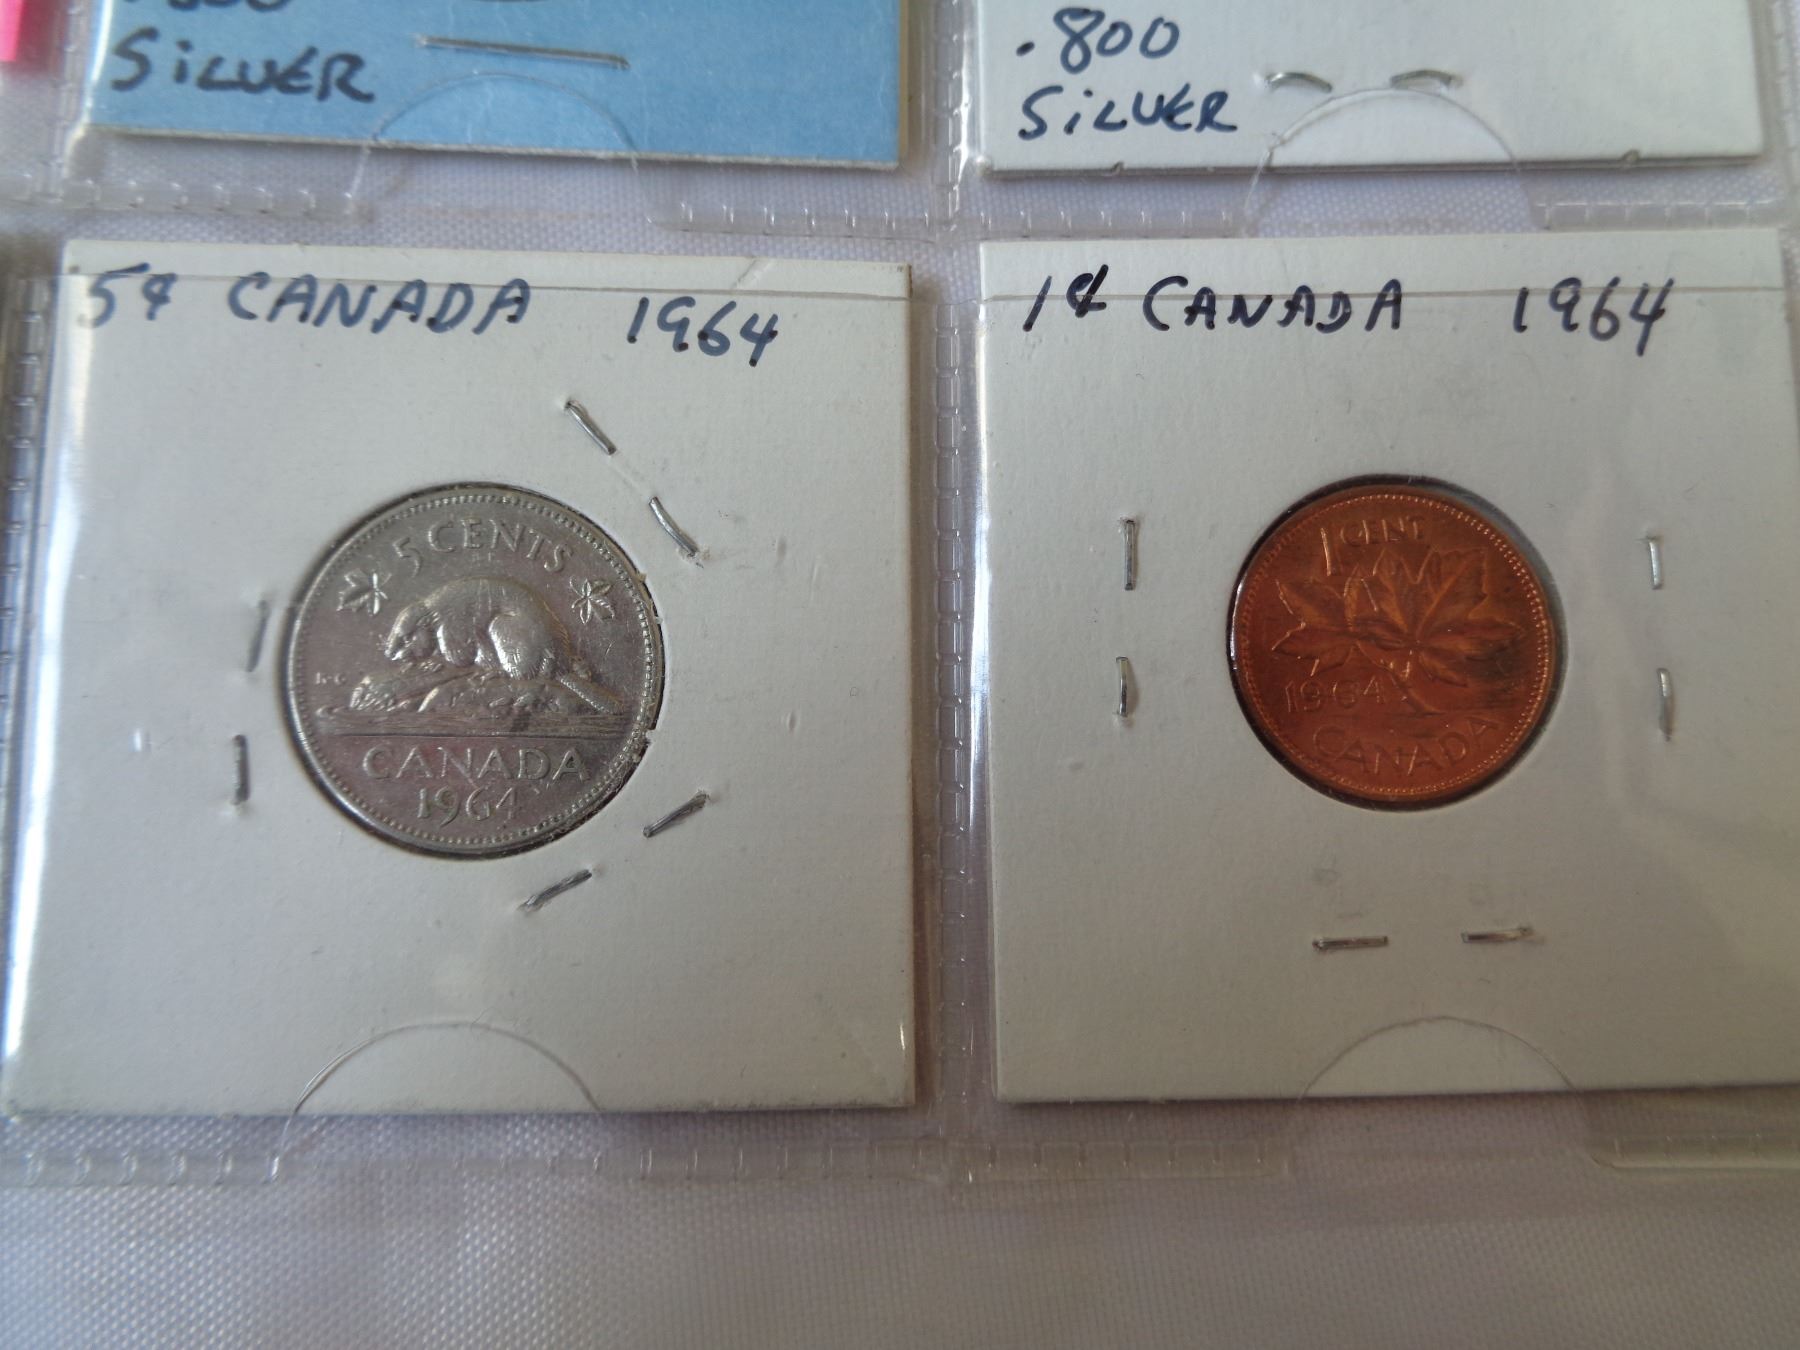 SILVER
.800
SILVER
5¢ CANADA 1964
1¢ CANADA 1964
5 CENTS
CANADA
1964
1 CENT
1964
CANADA